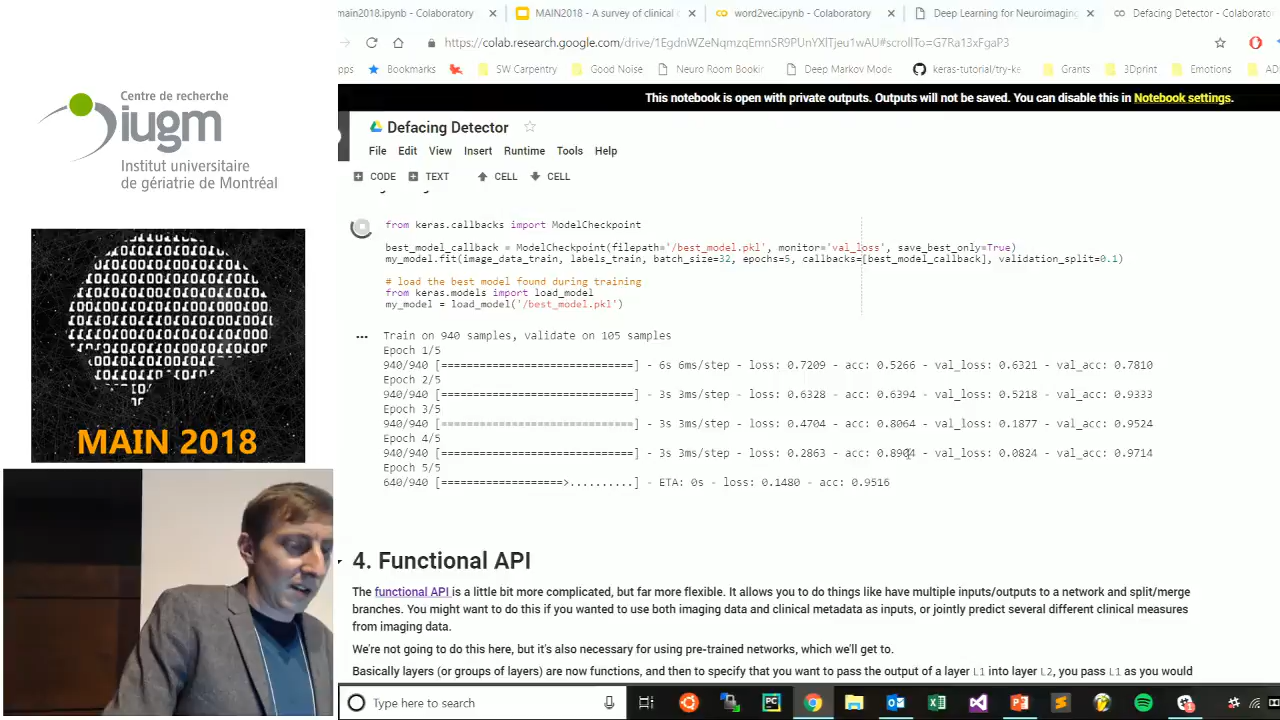 Centre de recherche
iugm
Institut universitaire
de gériatrie de Montréal
MAIN 2018
main2018.ipynb - Colaboratory
MAIN2018 - A survey of clinical
word2vec.ipynb - Colaboratory
Deep Learning for Neuroimaging
Defacing Detector - Colaborato
https://colab.research.google.com/drive/1EgdnWZeNqmzqEmnSR9PUnYXlTjeu1wAU#scrollTo=G7Ra13xFgaP3
pps
Bookmarks
SW Carpentry
Good Noise
Neuro Room Bookir
Deep Markov Mode
keras-tutorial/try-ke
Grants
3Dprint
Emotions
This notebook is open with private outputs. Outputs will not be saved. You can disable this in Notebook settings.
Defacing Detector
File Edit View Insert Runtime Tools Help
CODE TEXT CELL CELL
from keras.callbacks import ModelCheckpoint
best_model_callback = ModelCheckpoint(filepath='/best_model.pkl', monitor='val_loss', save_best_only=True)
my_model.fit(image_data_train, labels_train, batch_size=32, epochs=5, callbacks=[best_model_callback], validation_split=0.1)
# load the best model found during training
from keras.models import load_model
my_model = load_model('/best_model.pkl')
Train on 940 samples, validate on 105 samples
Epoch 1/5
940/940 [==============================] - 6s 6ms/step - loss: 0.7209 - acc: 0.5266 - val_loss: 0.6321 - val_acc: 0.7810
Epoch 2/5
940/940 [==============================] - 3s 3ms/step - loss: 0.6328 - acc: 0.6394 - val_loss: 0.5218 - val_acc: 0.9333
Epoch 3/5
940/940 [==============================] - 3s 3ms/step - loss: 0.4704 - acc: 0.8064 - val_loss: 0.1877 - val_acc: 0.9524
Epoch 4/5
940/940 [==============================] - 3s 3ms/step - loss: 0.2863 - acc: 0.8904 - val_loss: 0.0824 - val_acc: 0.9714
Epoch 5/5
640/940 [===================>..........] - ETA: 0s - loss: 0.1480 - acc: 0.9516
4. Functional API
The functional API is a little bit more complicated, but far more flexible. It allows you to do things like have multiple inputs/outputs to a network and split/merge
branches. You might want to do this if you wanted to use both imaging data and clinical metadata as inputs, or jointly predict several different clinical measures
from imaging data.
We're not going to do this here, but it's also necessary for using pre-trained networks, which we'll get to.
Basically layers (or groups of layers) are now functions, and then to specify that you want to pass the output of a layer L1 into layer L2, you pass L1 as you would
Type here to search